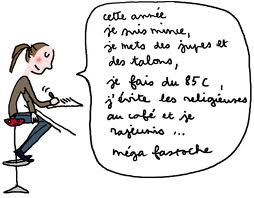 cette année
je suis mince,
je mets des jupes et
des talons,
je fais du 85C,
j'évite les religieuses
au café et je
rajeunis ...
méga fastoche